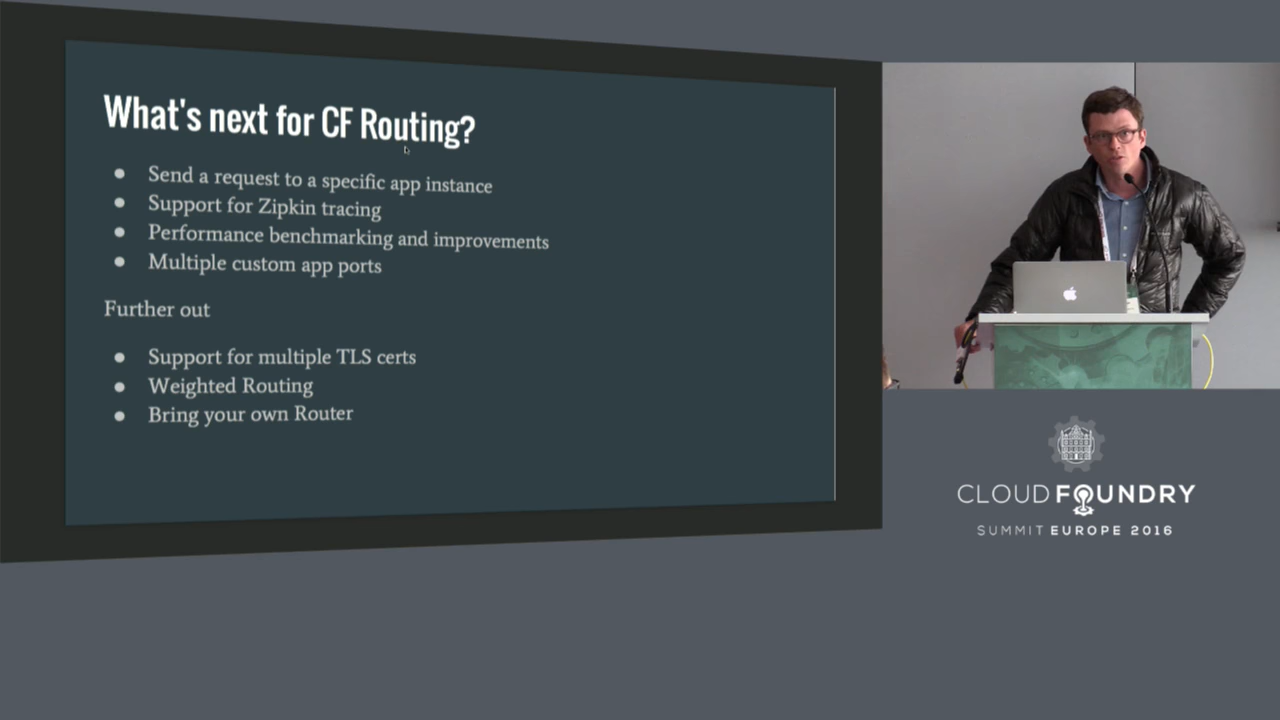 What's next for CF Routing?
Send a request to a specific app instance
Support for Zipkin tracing
Performance benchmarking and improvements
Multiple custom app ports
Further out
Support for multiple TLS certs
Weighted Routing
Bring your own Router
CLOUD FOUNDRY
SUMMIT EUROPE 2016